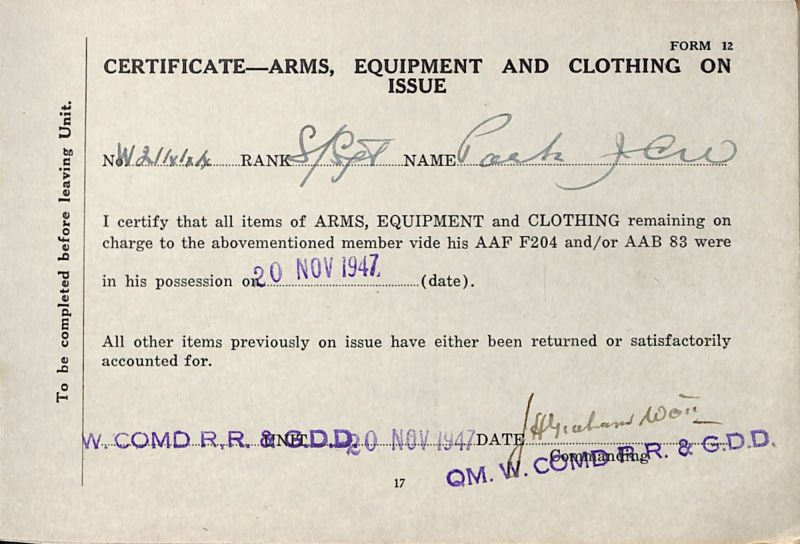 FORM 12
CERTIFICATE—ARMS, EQUIPMENT AND CLOTHING ON
ISSUE
To be completed before leaving Unit.
No. RANK S/Sgt NAME Park J C W
I certify that all items of ARMS, EQUIPMENT and CLOTHING remaining on
charge to the abovementioned member vide his AAF F204 and/or AAB 83 were
in his possession on 20 NOV 1947 (date).
All other items previously on issue have either been returned or satisfactorily
accounted for.
W. COMD R.R. & G.D.D. UNIT. 20 NOV 1947 DATE
Commanding
QM. W. COMD R.R. & G.D.D.
17